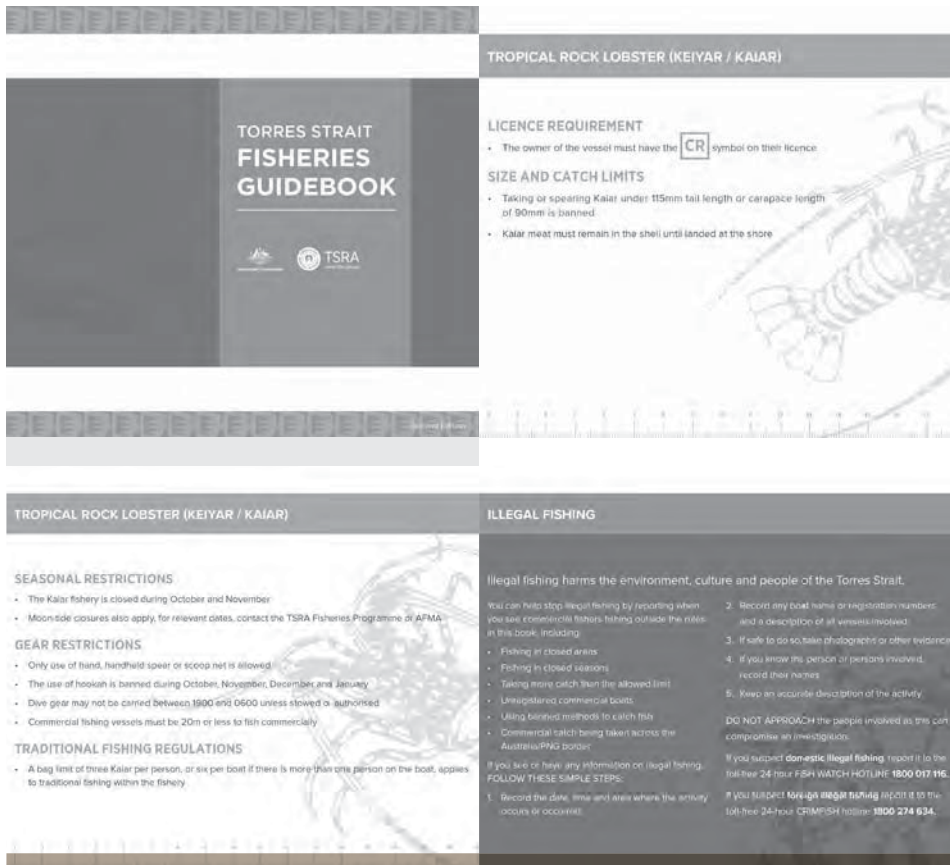 TORRES STRAIT
FISHERIES
GUIDEBOOK
TSRA
TROPICAL ROCK LOBSTER (KEIYAR / KAIAR)
LICENCE REQUIREMENT
• The owner of the vessel must have the CR symbol on their licence
SIZE AND CATCH LIMITS
• Taking or spearing Kaiar under 115mm tail length or carapace length
of 90mm is banned
• Kaiar meat must remain in the shell until landed at the shore
TROPICAL ROCK LOBSTER (KEIYAR / KAIAR)
SEASONAL RESTRICTIONS
• The Kaiar fishery is closed during October and November
• Moon-tide closures also apply, for relevant dates, contact the TSRA Fisheries Programme or AFMA
GEAR RESTRICTIONS
• Only use of hand, handheld spear or scoop net is allowed
• The use of hookah is banned during October, November, December and January
• Dive gear may not be carried between 1900 and 0600 unless stowed or authorised
• Commercial fishing vessels must be 20m or less to fish commercially
TRADITIONAL FISHING REGULATIONS
• A bag limit of three Kaiar per person, or six per boat if there is more than one person on the boat, applies
to traditional fishing within the fishery
ILLEGAL FISHING
Illegal fishing harms the environment, culture and people of the Torres Strait.
You can help stop illegal fishing by reporting when
you see commercial fishers fishing outside the rules
in this book, including:
• Fishing in closed areas
• Fishing in closed seasons
• Taking more catch than the allowed limit
• Unregistered commercial boats
• Using banned methods to catch fish
• Commercial catch being taken across the
Australia/PNG border
If you see or have any information on illegal fishing,
FOLLOW THESE SIMPLE STEPS:
1. Record the date, time and area where the activity
occurs or occurred.
2. Record any boat name or registration numbers
and a description of all vessels involved.
3. If safe to do so, take photographs or other evidence
4. If you know the person or persons involved,
record their names
5. Keep an accurate description of the activity.
DO NOT APPROACH the people involved as this can
compromise an investigation.
If you suspect domestic illegal fishing, report it to the
toll-free 24 hour FISH WATCH HOTLINE 1800 017 116.
If you suspect foreign illegal fishing report it to the
toll-free 24-hour CRIMFISH hotline 1800 274 634.